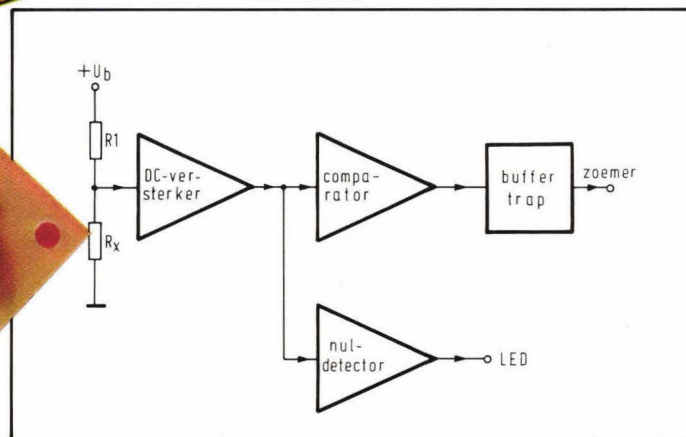 +Ub
R1
Rx
DC-ver-
sterker
compa-
rator
buffer
trap
zoemer
nul-
detector
LED